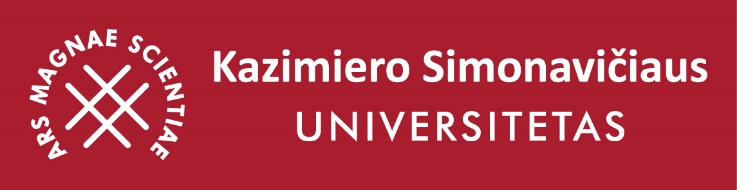 ARS MAGNAE SCIENTIAE
Kazimiero Simonavičiaus
UNIVERSITETAS